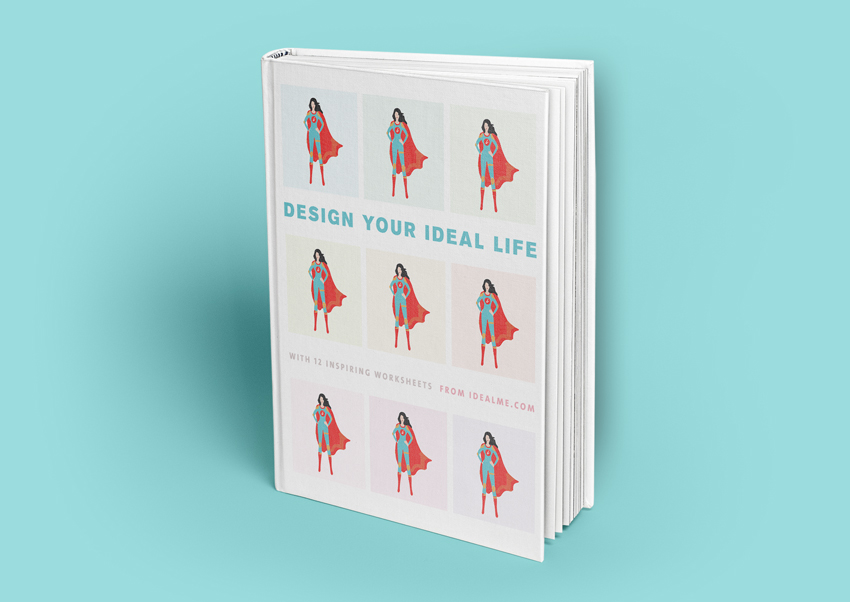 DESIGN YOUR IDEAL LIFE
WITH 12 INSPIRING WORKSHEETS FROM IDEALME.COM